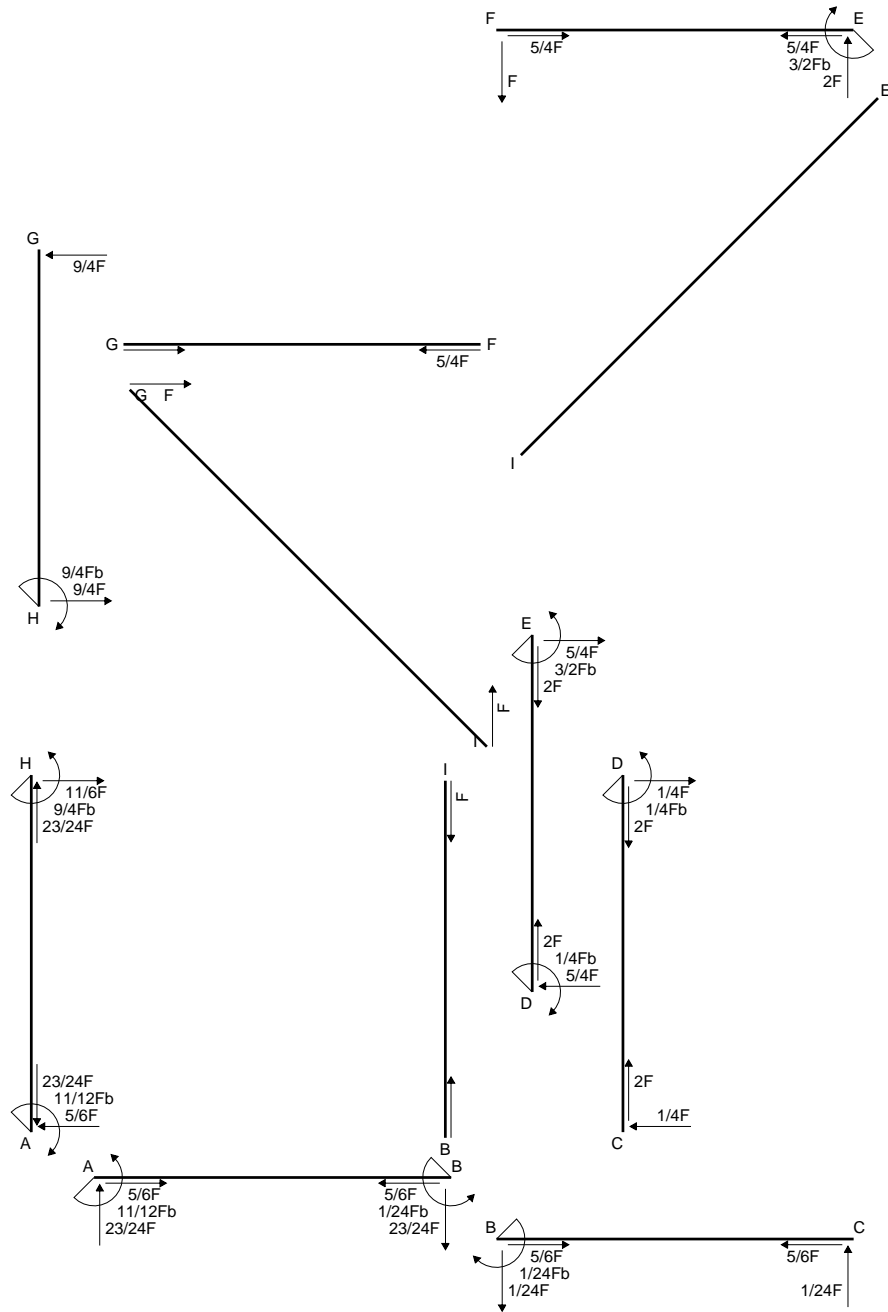 F E
5/4F 5/4F
3/2Fb
F 2F
E
G
9/4F
G F
5/4F
G F
I
9/4Fb
9/4F
H
E
5/4F
3/2Fb
2F
F
I
H
11/6F
9/4Fb
23/24F
I
F
D
1/4F
1/4Fb
2F
2F
1/4Fb
5/4F
D
23/24F
11/12Fb
5/6F
A
2F
1/4F
C
B
A B
5/6F 5/6F
11/12Fb 1/24Fb
23/24F 23/24F
B C
5/6F 5/6F
1/24Fb
1/24F 1/24F